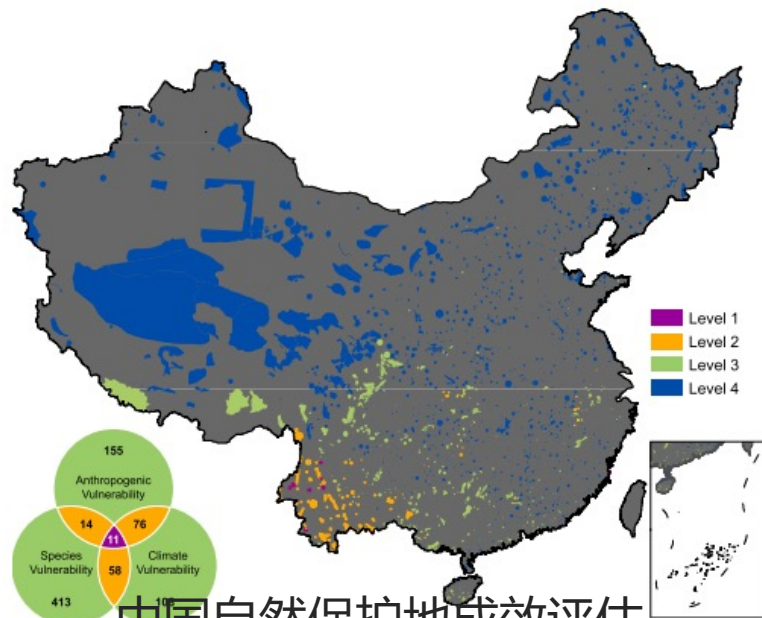 Level 1
Level 2
Level 3
Level 4
155
Anthropogenic
Vulnerability
14
76
11
Species
Vulnerability
Climate
Vulnerability
58
413
中国自然保护地成效评估